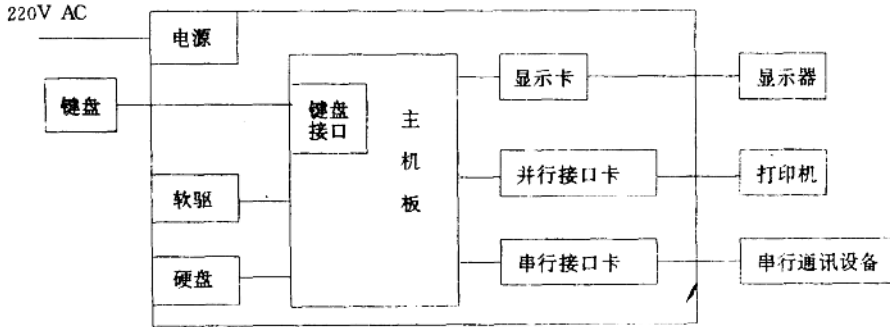 220V AC
电源
键盘
键盘
接口
主
机
板
显示卡
显示器
并行接口卡
打印机
软驱
串行接口卡
串行通讯设备
硬盘